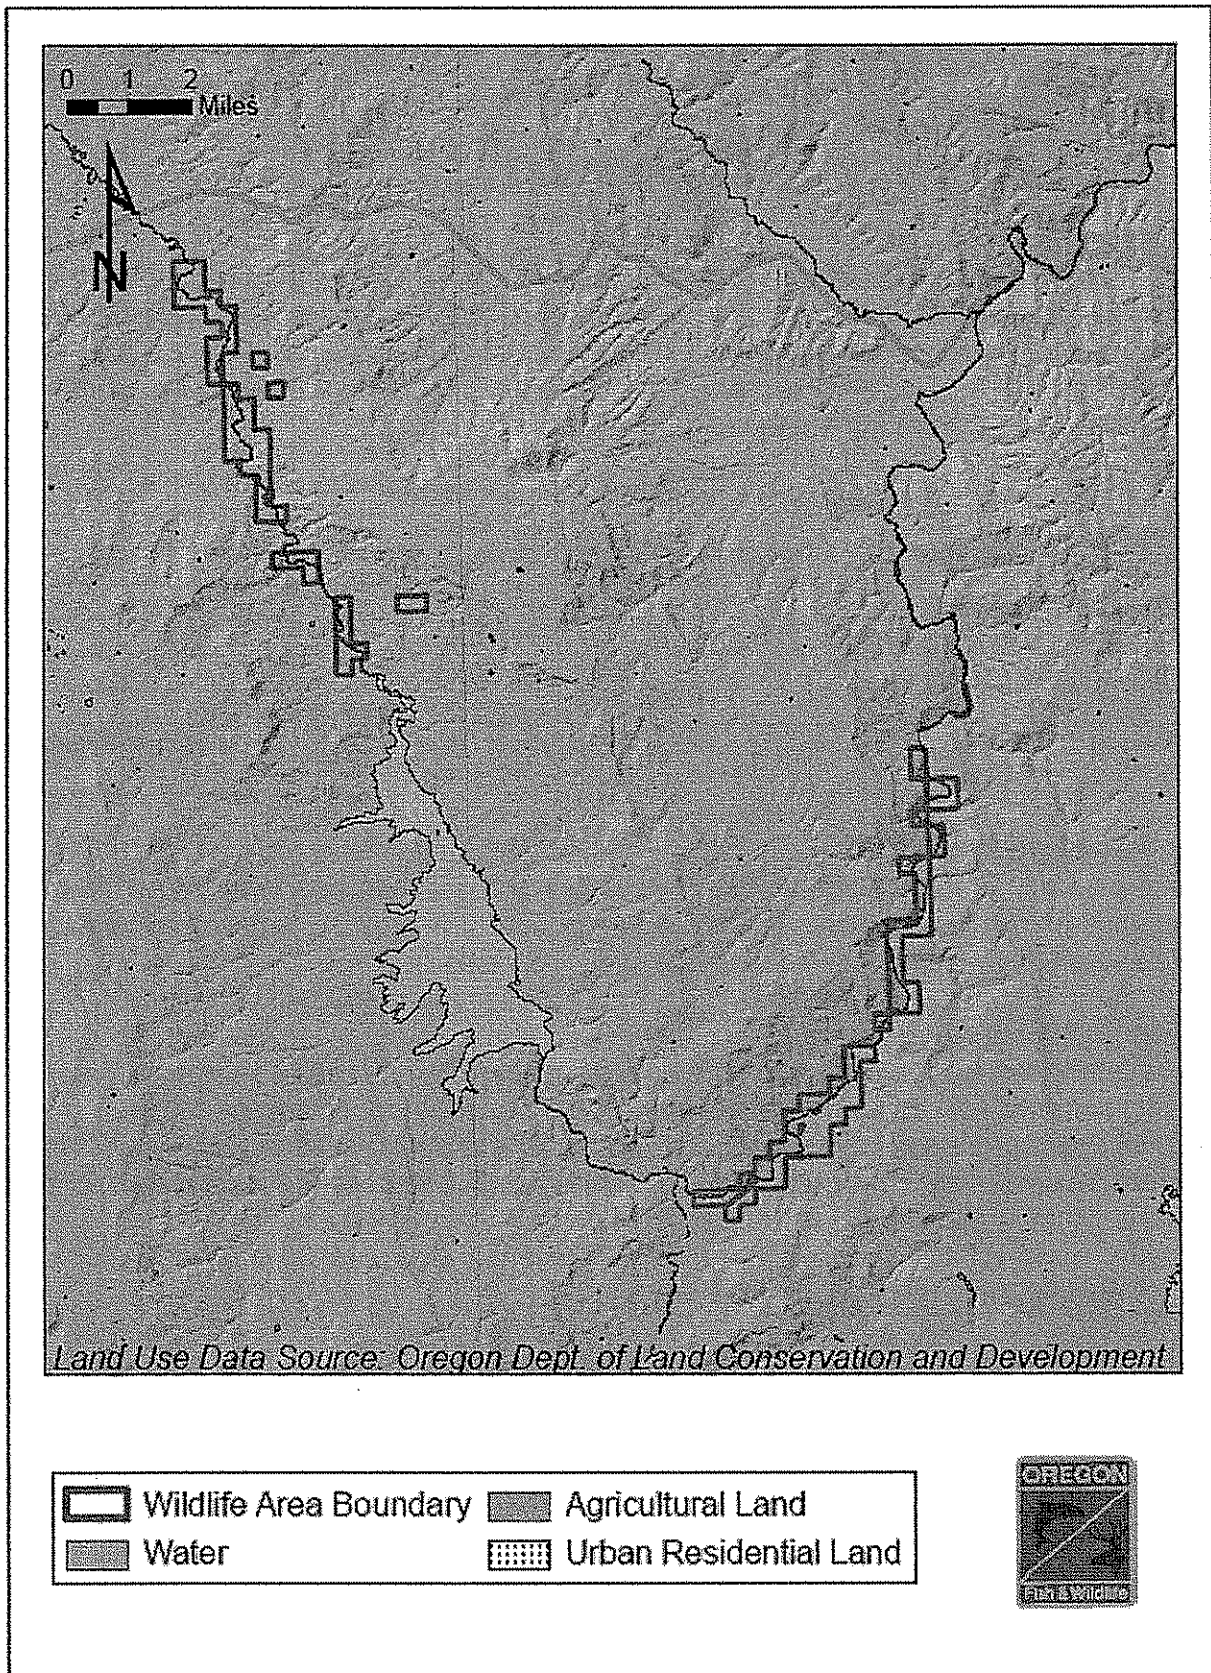 0 1 2
Miles
N
Land Use Data Source: Oregon Dept. of Land Conservation and Development
Wildlife Area Boundary
Agricultural Land
Water
Urban Residential Land
OREGON
Fish & Wildlife